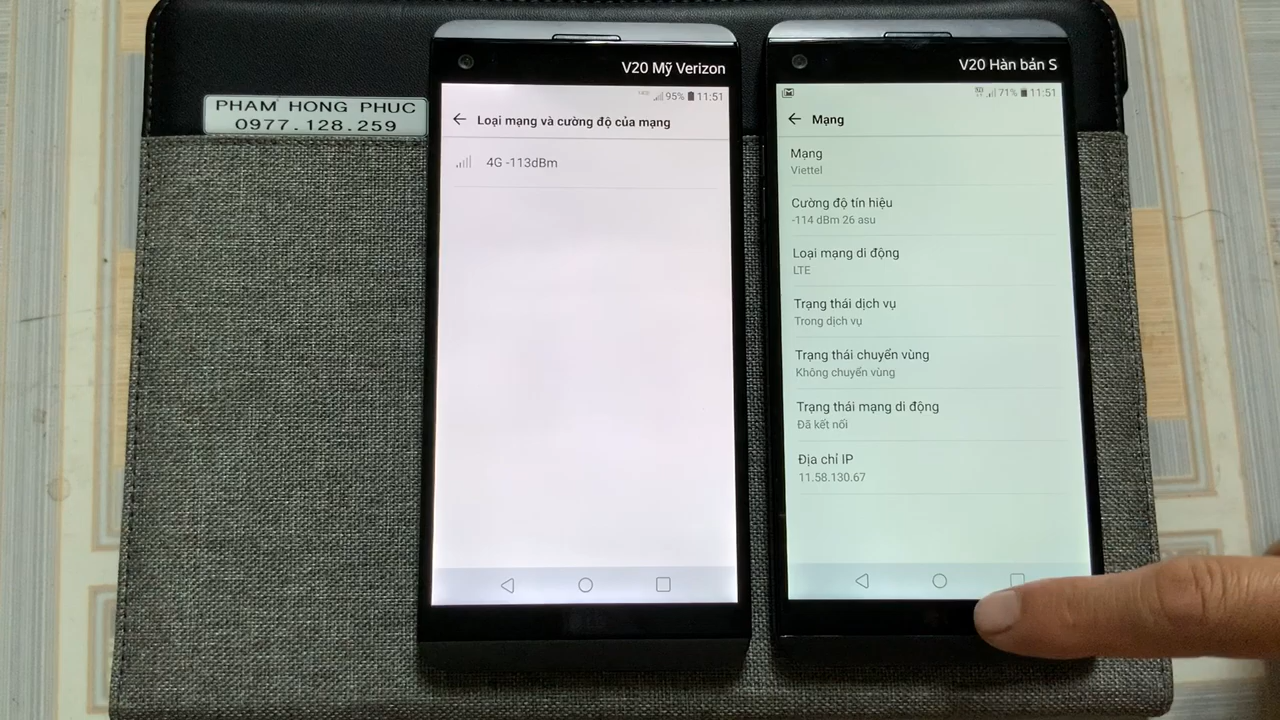 PHAM HONG PHUC
0977.128.259
V20 Mỹ Verizon
95% 11:51
Loại mạng và cường độ của mạng
4G -113dBm
V20 Hàn bản S
71% 11:51
Mạng
Mạng
Viettel
Cường độ tín hiệu
-114 dBm 26 asu
Loại mạng di động
LTE
Trạng thái dịch vụ
Trong dịch vụ
Trạng thái chuyển vùng
Không chuyển vùng
Trạng thái mạng di động
Đã kết nối
Địa chỉ IP
11.58.130.67